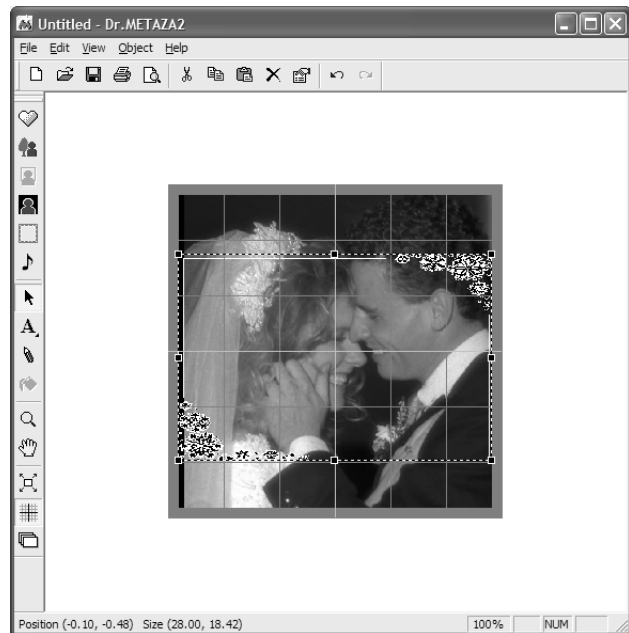 Untitled - Dr.METAZA2
File Edit View Object Help
A
Position (-0.10, -0.48) Size (28.00, 18.42) 100% NUM